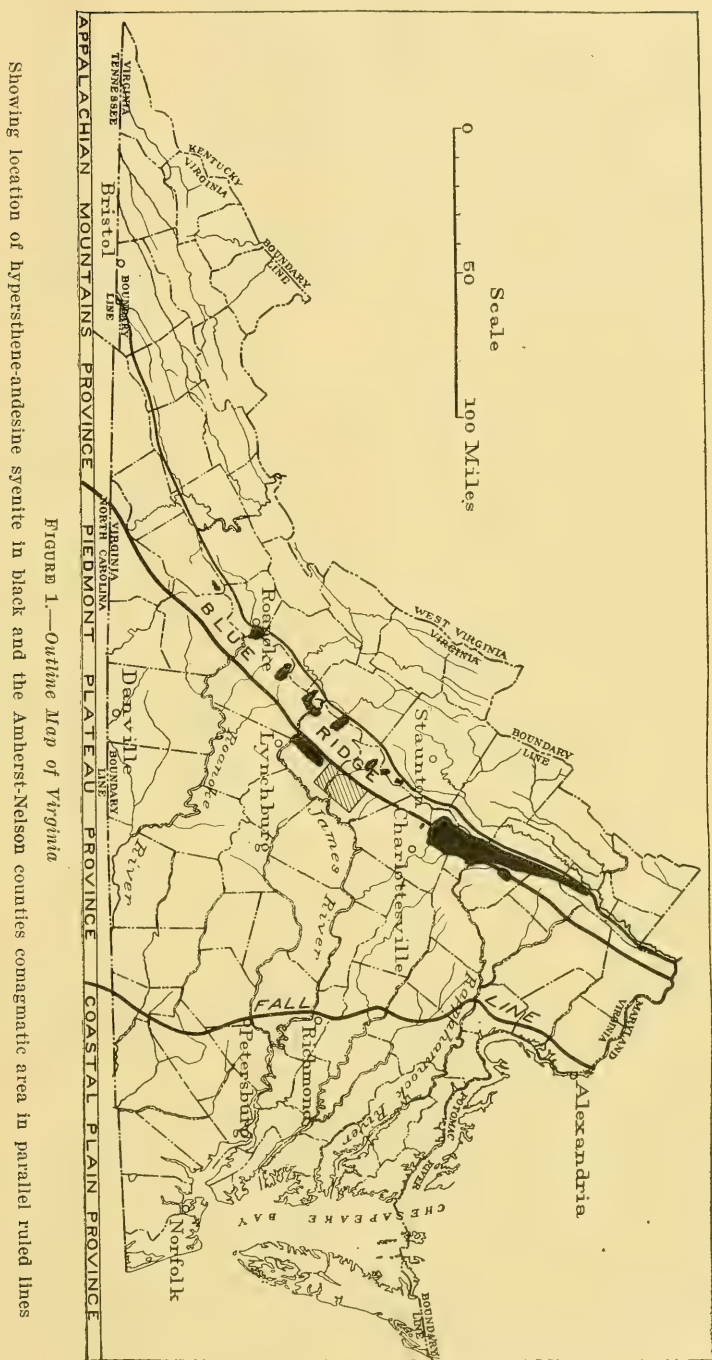 Scale
0 50 100 Miles
KENTUCKY
VIRGINIA
BOUNDARY
LINE
VIRGINIA
TENNESSEE
Bristol
BOUNDARY
LINE
WEST VIRGINIA
VIRGINIA
BOUNDARY
LINE
MARYLAND
VIRGINIA
Alexandria
Staunton
Charlottesville
Rappahannock River
POTOMAC
RIVER
FALL LINE
Roanoke
BLUE RIDGE
Lynchburg
James River
Richmond
Petersburg
CHESAPEAKE BAY
BOUNDARY
LINE
Norfolk
Roanoke River
Danville
VIRGINIA
NORTH CAROLINA
BOUNDARY
LINE
APPALACHIAN MOUNTAINS PROVINCE PIEDMONT PLATEAU PROVINCE COASTAL PLAIN PROVINCE
FIGURE 1.—Outline Map of Virginia
Showing location of hypersthene-andesine syenite in black and the Amherst-Nelson counties comagmatic area in parallel ruled lines